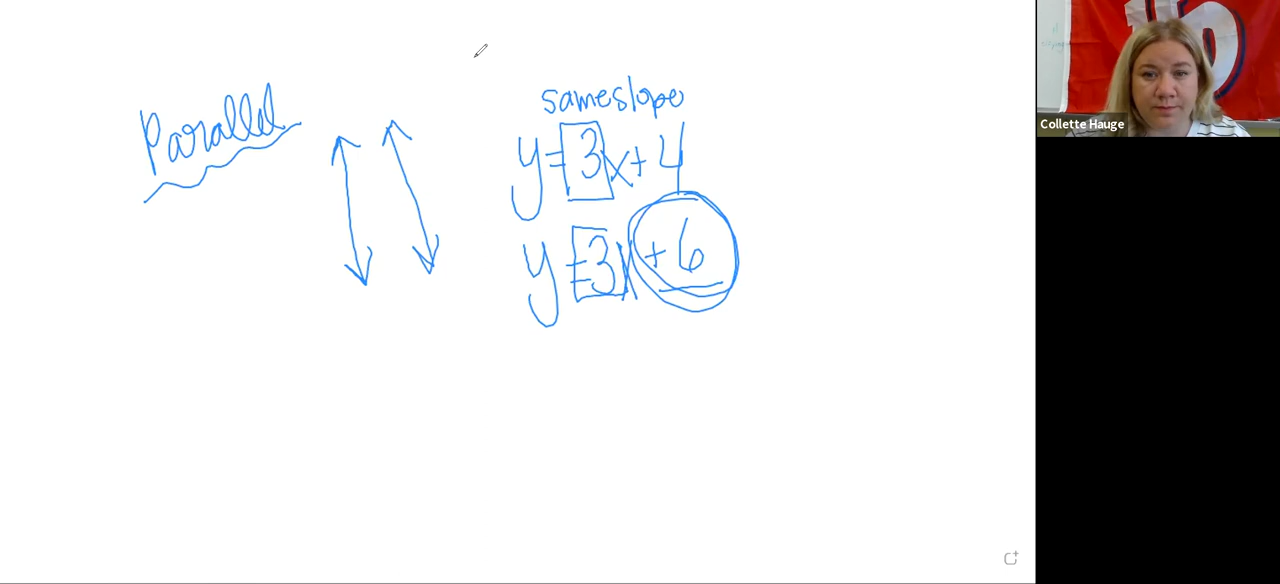 Parallel
same slope
y=3x+4
y=3x+6
Collette Hauge